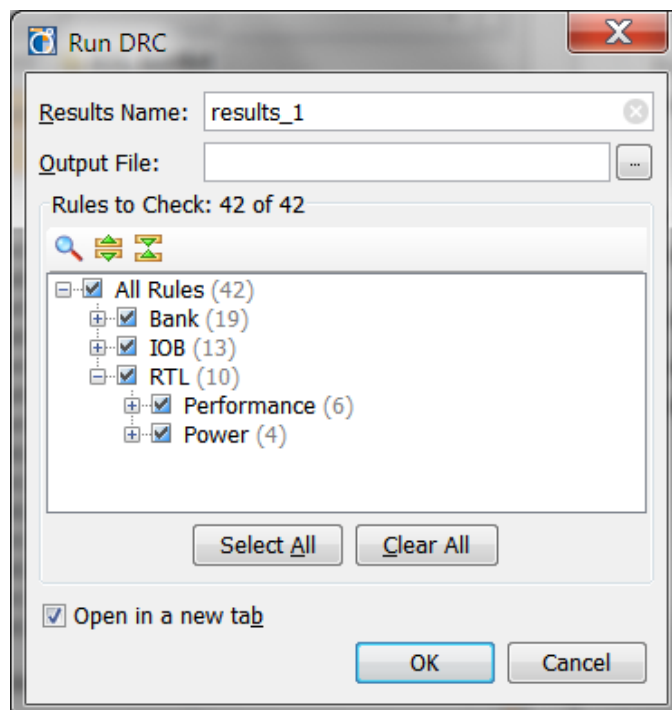 Run DRC
Results Name: results_1
Output File: ...
Rules to Check: 42 of 42
All Rules (42)
Bank (19)
IOB (13)
RTL (10)
Performance (6)
Power (4)
Select All Clear All
Open in a new tab
OK Cancel